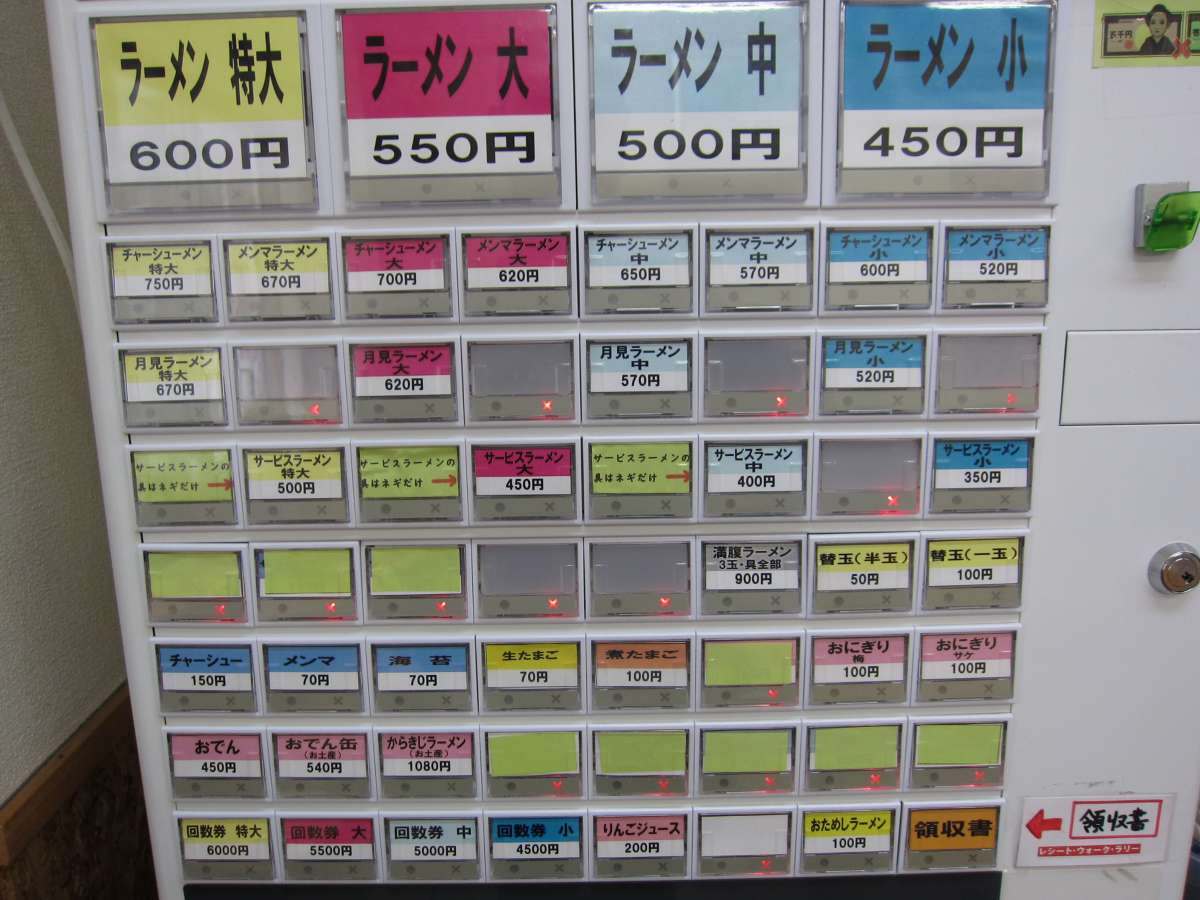 ラーメン 特大
600円
ラーメン 大
550円
ラーメン 中
500円
ラーメン 小
450円
弐千円
チャーシューメン
特大
750円
メンマラーメン
特大
670円
チャーシューメン
大
700円
メンマラーメン
大
620円
チャーシューメン
中
650円
メンマラーメン
中
570円
チャーシューメン
小
600円
メンマラーメン
小
520円
月見ラーメン
特大
670円
月見ラーメン
大
620円
月見ラーメン
中
570円
月見ラーメン
小
520円
サービスラーメンの
具はネギだけ→
サービスラーメン
特大
500円
サービスラーメンの
具はネギだけ→
サービスラーメン
大
450円
サービスラーメンの
具はネギだけ→
サービスラーメン
中
400円
サービスラーメン
小
350円
満腹ラーメン
3玉・具全部
900円
替玉(半玉)
50円
替玉(一玉)
100円
チャーシュー
150円
メンマ
70円
海苔
70円
生たまご
70円
煮たまご
100円
おにぎり
梅
100円
おにぎり
サケ
100円
おでん
450円
おでん缶
(お土産)
540円
からきじラーメン
(お土産)
1080円
回数券 特大
6000円
回数券 大
5500円
回数券 中
5000円
回数券 小
4500円
りんごジュース
200円
おためしラーメン
100円
領収書
領収書
レシート・ウォーク・ラリー